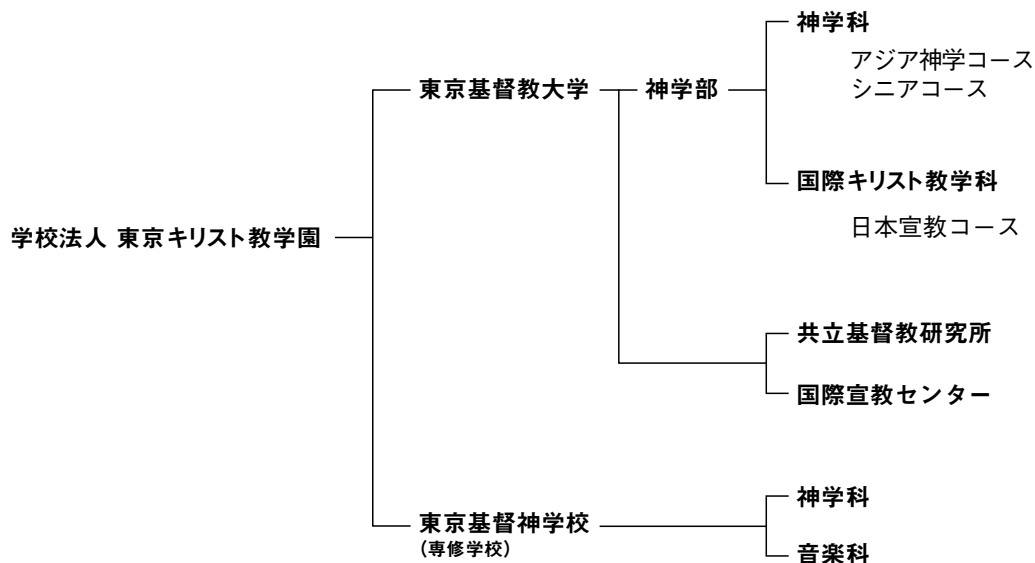 神学科
アジア神学コース
シニアコース
東京基督教大学
神学部
国際キリスト教学科
日本宣教コース
学校法人 東京キリスト教学園
共立基督教研究所
国際宣教センター
東京基督神学校
(専修学校)
神学科
音楽科